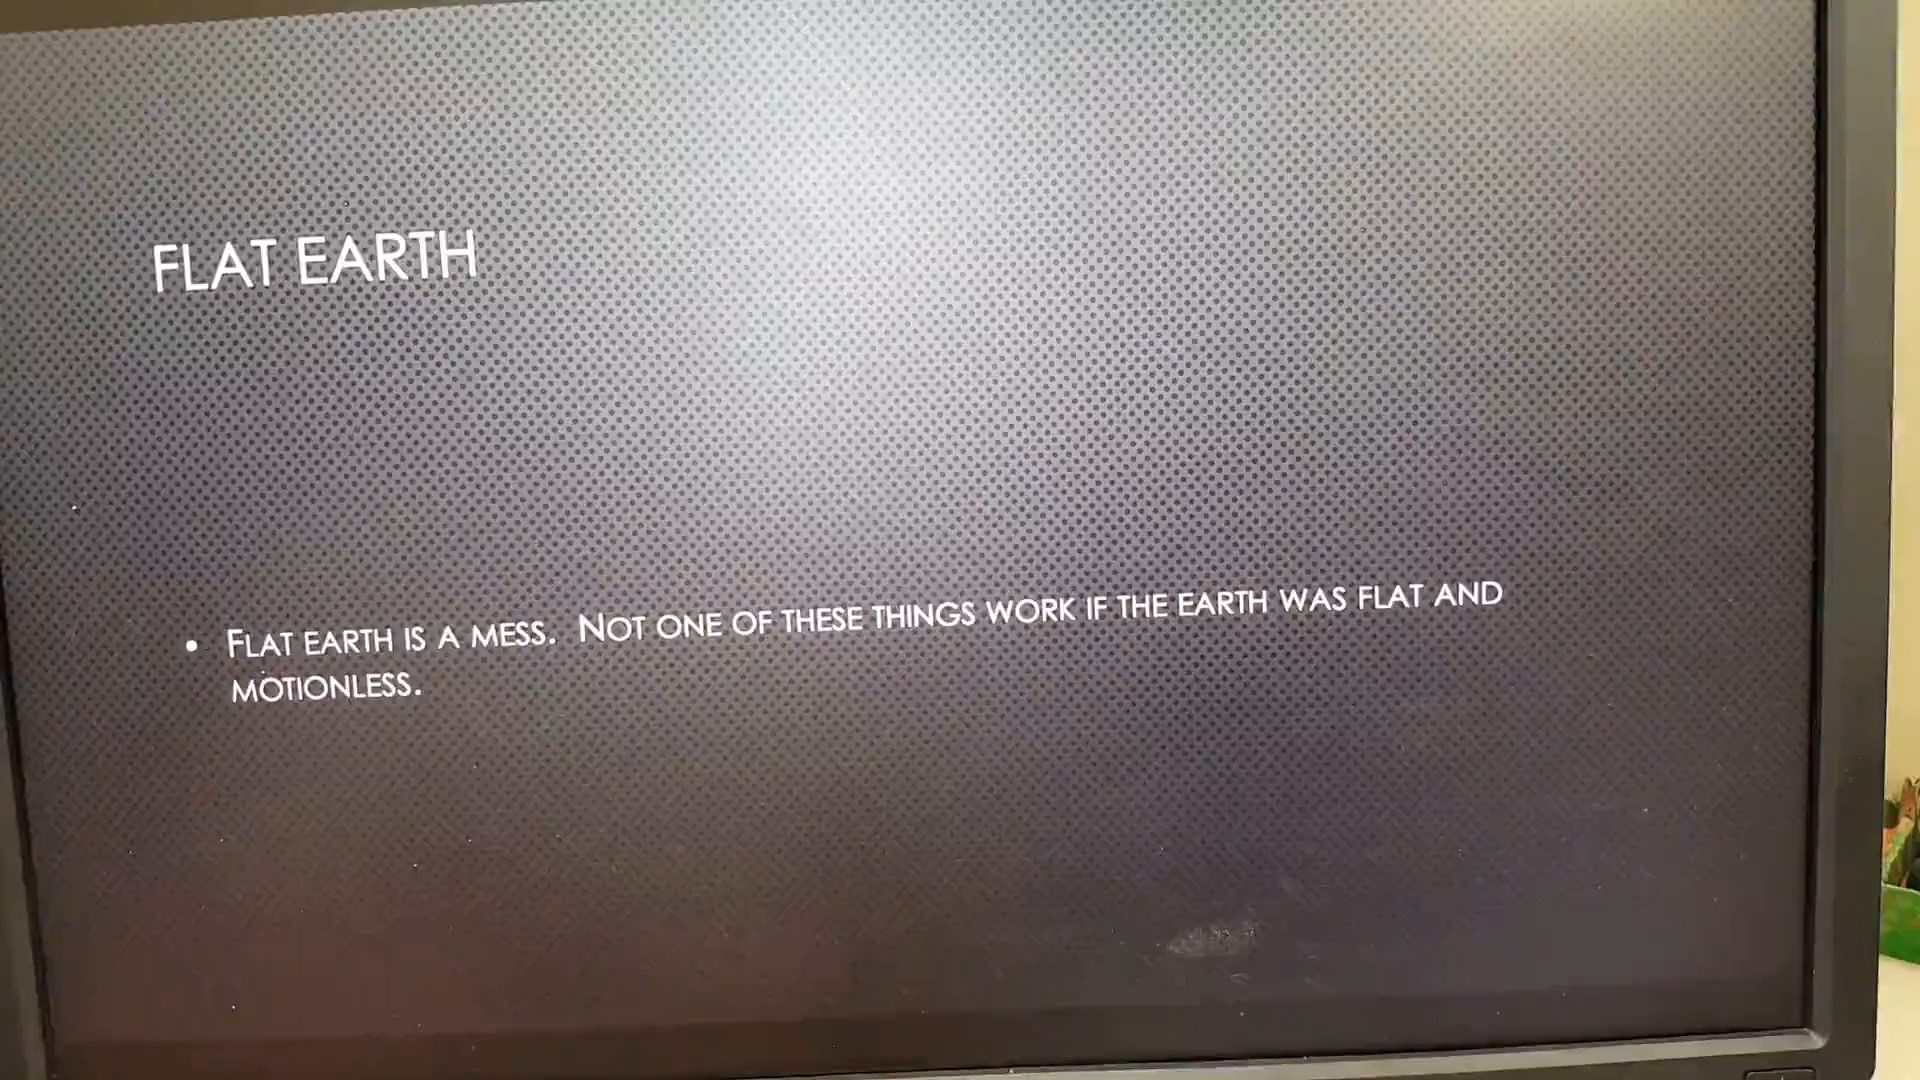 FLAT EARTH
• FLAT EARTH IS A MESS. NOT ONE OF THESE THINGS WORK IF THE EARTH WAS FLAT AND
MOTIONLESS.